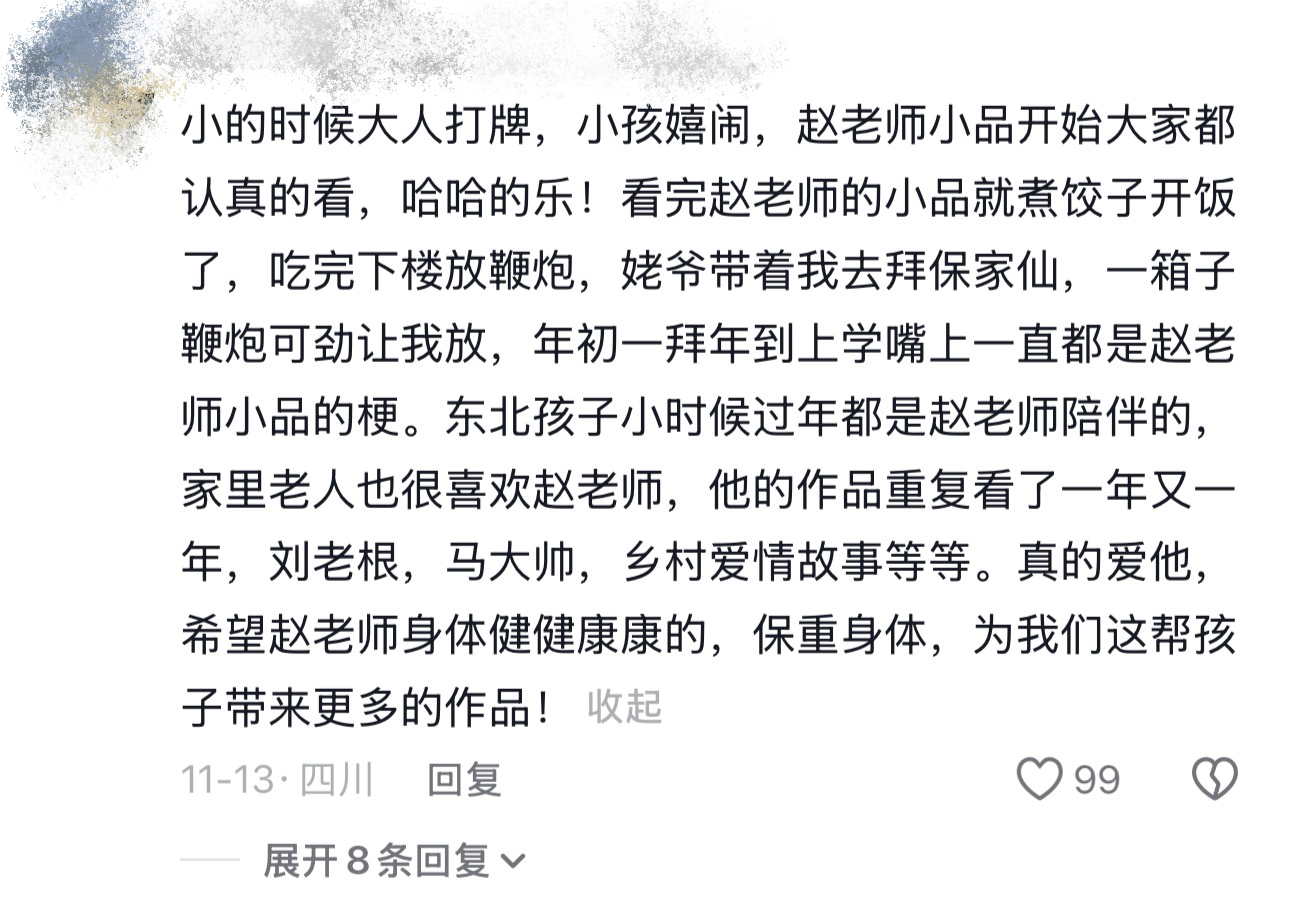 小的时候大人打牌，小孩嬉闹，赵老师小品开始大家都
认真的看，哈哈的乐！看完赵老师的小品就煮饺子开饭
了，吃完下楼放鞭炮，姥爷带着我去拜保家仙，一箱子
鞭炮可劲让我放，年初一拜年到上学嘴上一直都是赵老
师小品的梗。东北孩子小时候过年都是赵老师陪伴的，
家里老人也很喜欢赵老师，他的作品重复看了一年又一
年，刘老根，马大帅，乡村爱情故事等等。真的爱他，
希望赵老师身体健健康康的，保重身体，为我们这帮孩
子带来更多的作品！ 收起
11-13· 四川 回复 99
展开8条回复